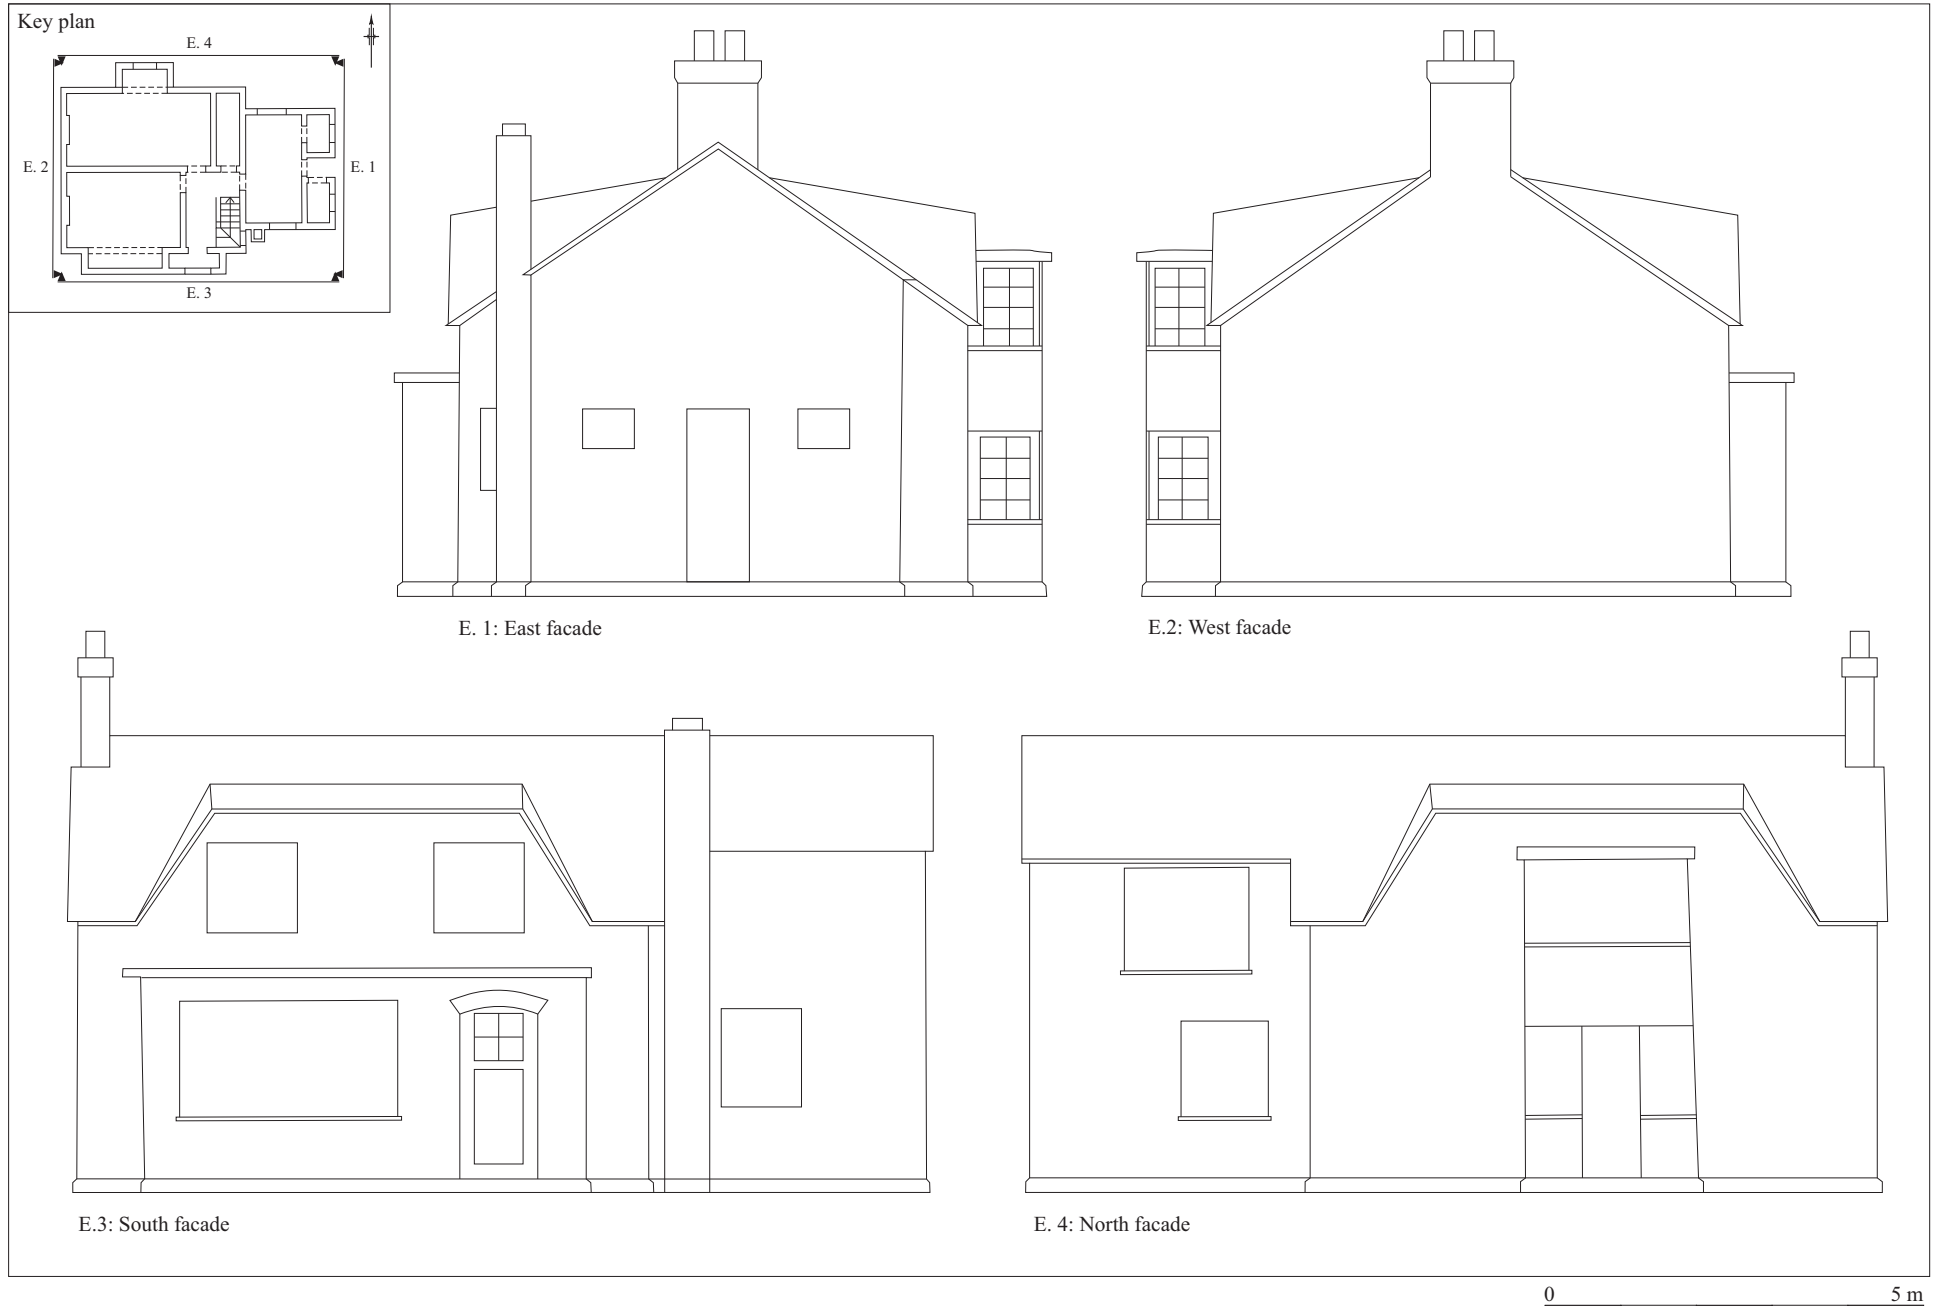 Key plan
E. 4
E. 2
E. 1
E. 3
E. 1: East facade
E.2: West facade
E.3: South facade
E. 4: North facade
0 5 m